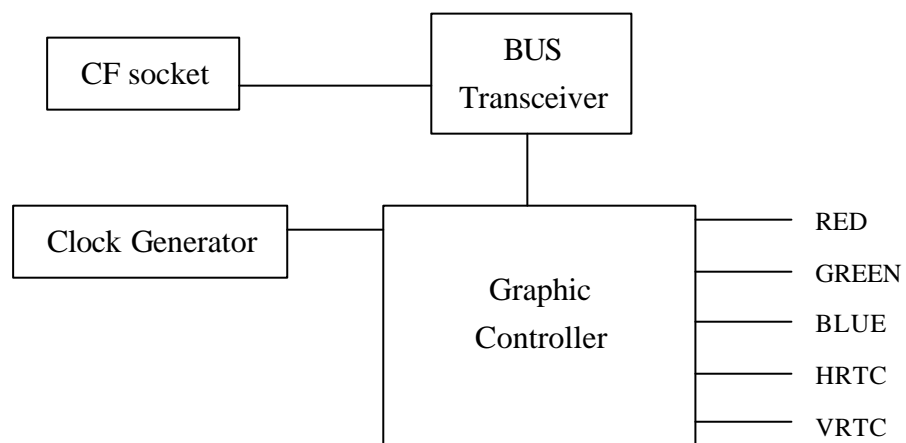 CF socket
BUS
Transceiver
Clock Generator
Graphic
Controller
RED
GREEN
BLUE
HRTC
VRTC